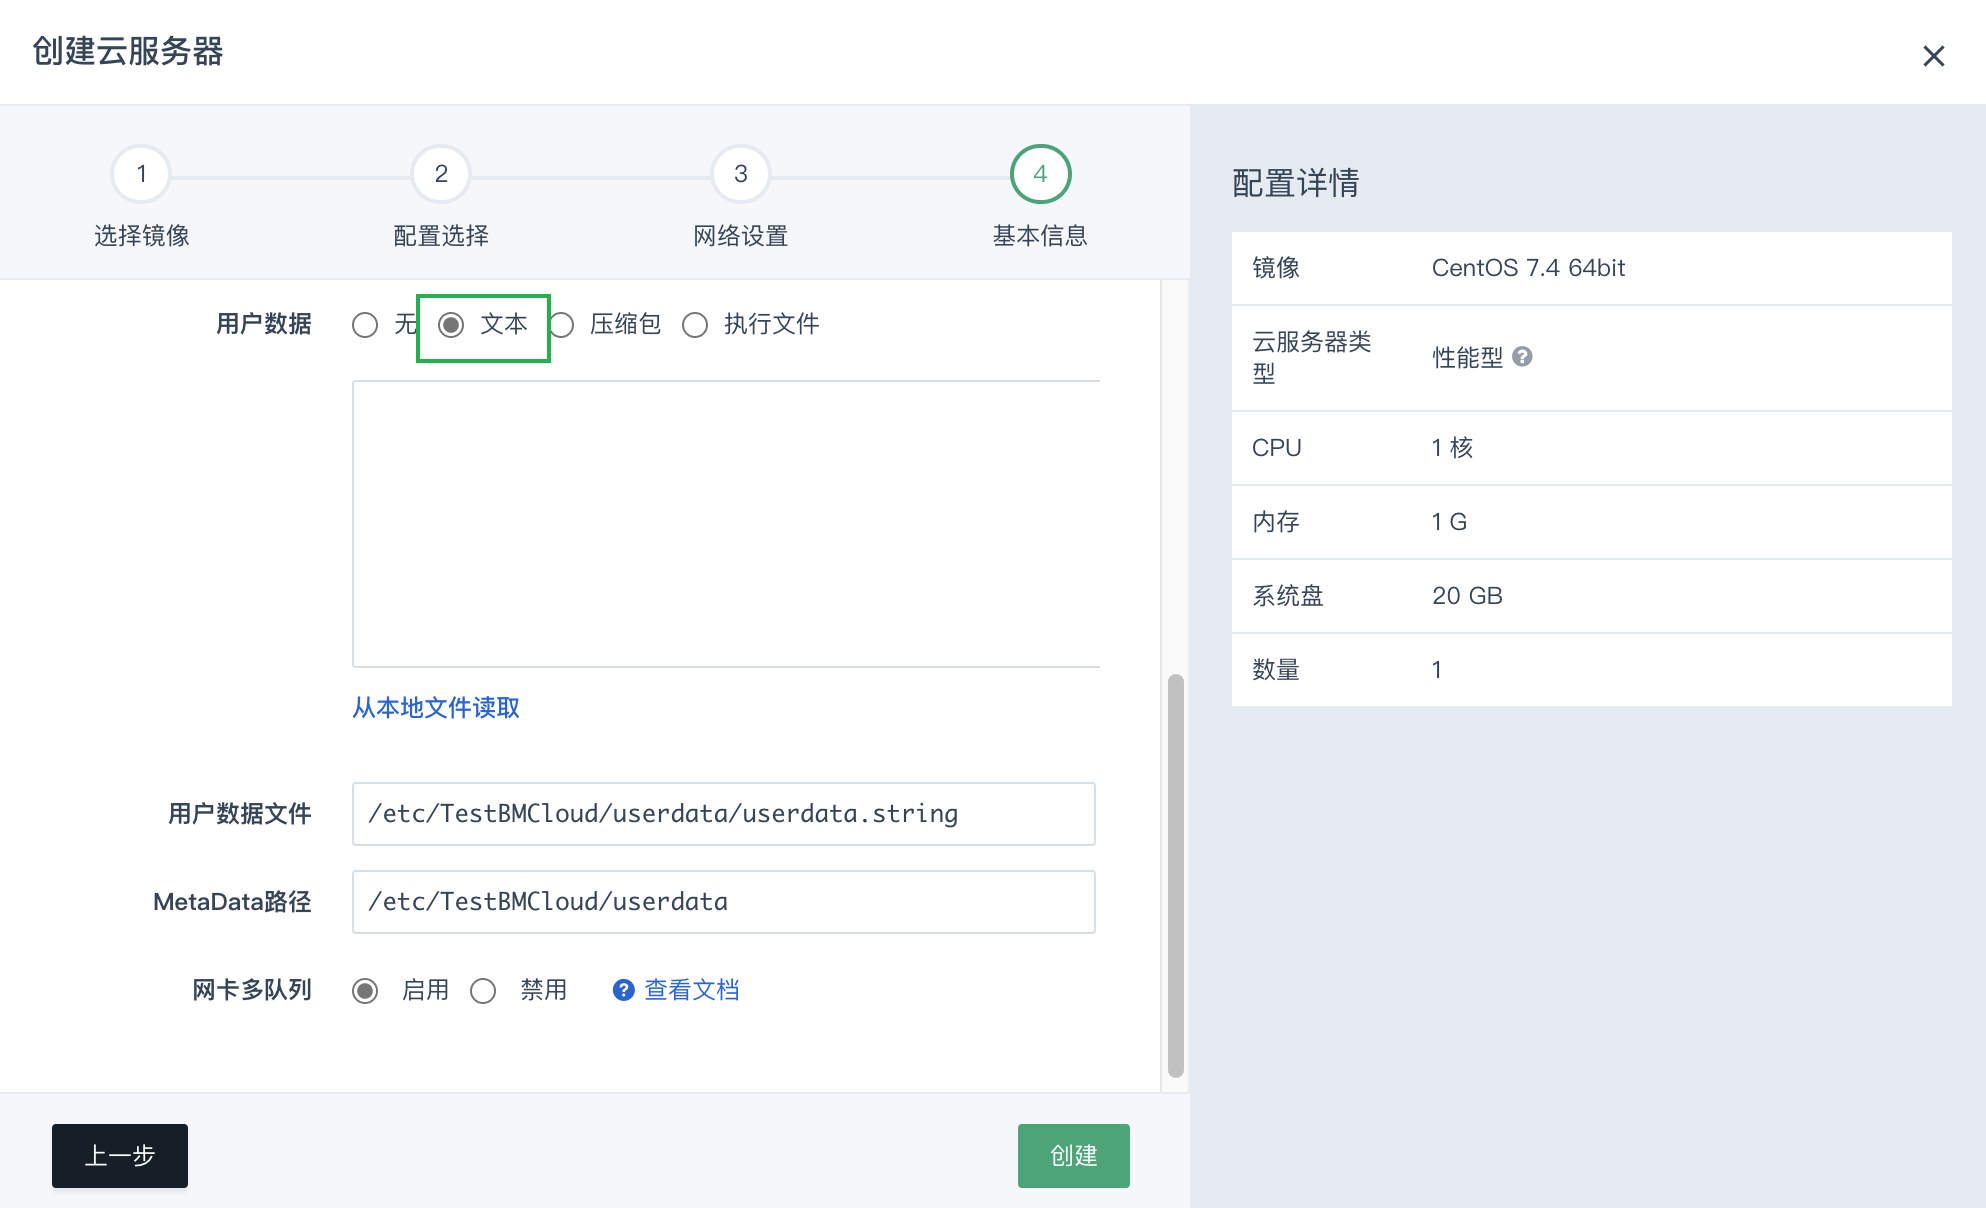 创建云服务器
1
2
3
4
选择镜像
配置选择
网络设置
基本信息
用户数据
无
文本
压缩包
执行文件
从本地文件读取
用户数据文件
/etc/TestBMCloud/userdata/userdata.string
MetaData路径
/etc/TestBMCloud/userdata
网卡多队列
启用
禁用
? 查看文档
上一步
创建
配置详情
镜像
CentOS 7.4 64bit
云服务器类
型
性能型 ?
CPU
1 核
内存
1 G
系统盘
20 GB
数量
1